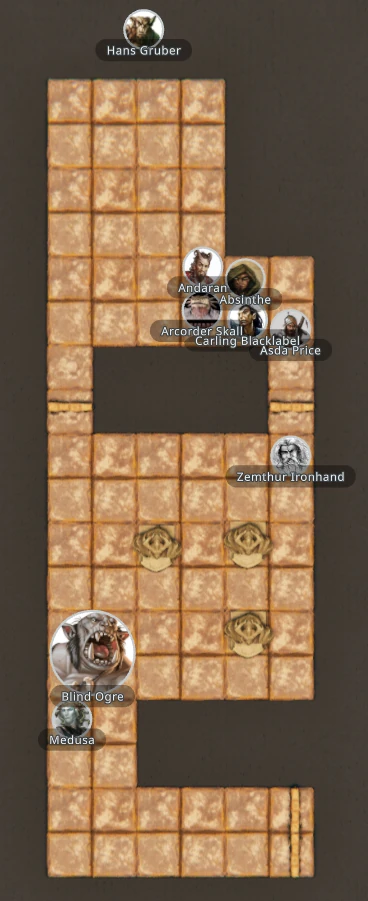 Hans Gruber
Andaran
Absinthe
Arcorder Skall
Carling Blacklabel
Asda Price
Zemthur Ironhand
Blind Ogre
Medusa